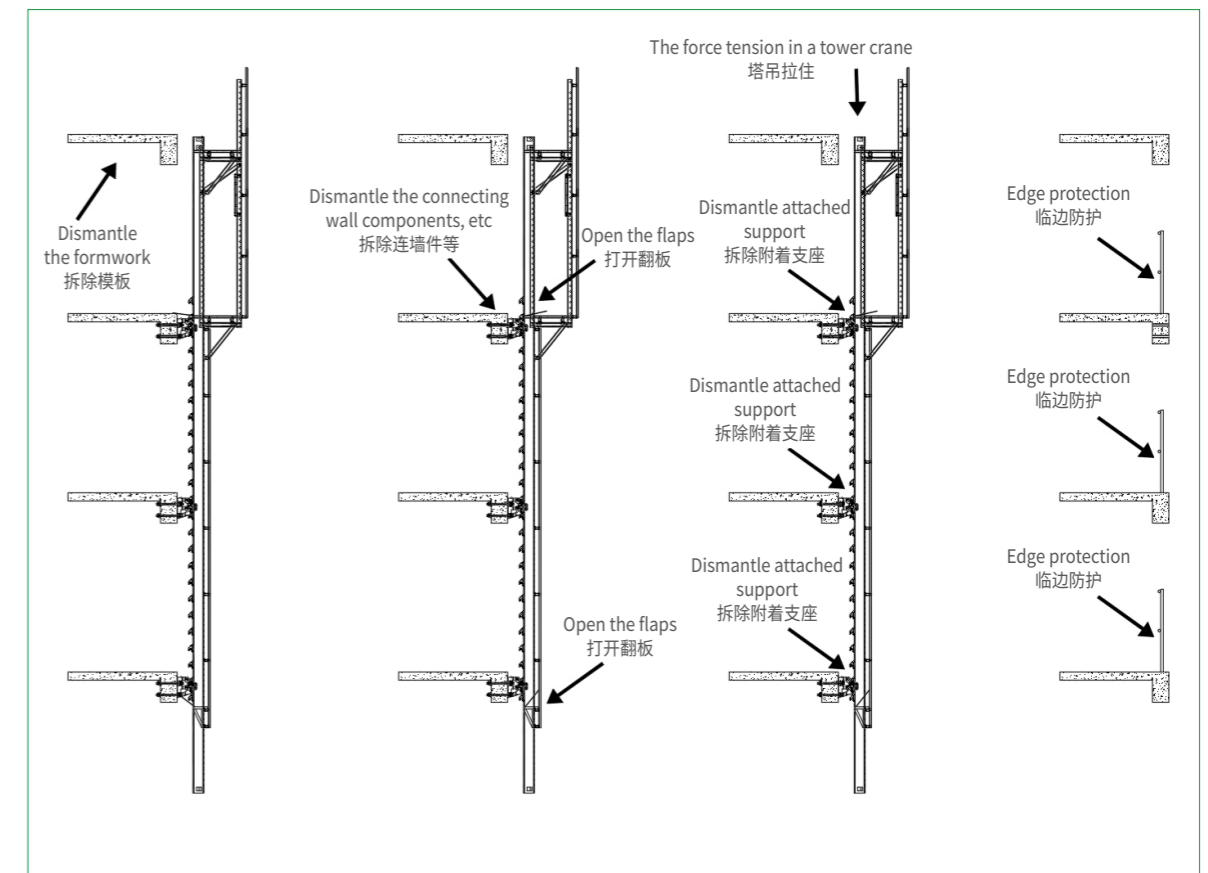 The force tension in a tower crane
塔吊拉住
Dismantle
the formwork
拆除模板
Dismantle the connecting
wall components, etc
拆除连墙件等
Open the flaps
打开翻板
Dismantle attached
support
拆除附着支座
Edge protection
临边防护
Dismantle attached
support
拆除附着支座
Edge protection
临边防护
Open the flaps
打开翻板
Dismantle attached
support
拆除附着支座
Edge protection
临边防护